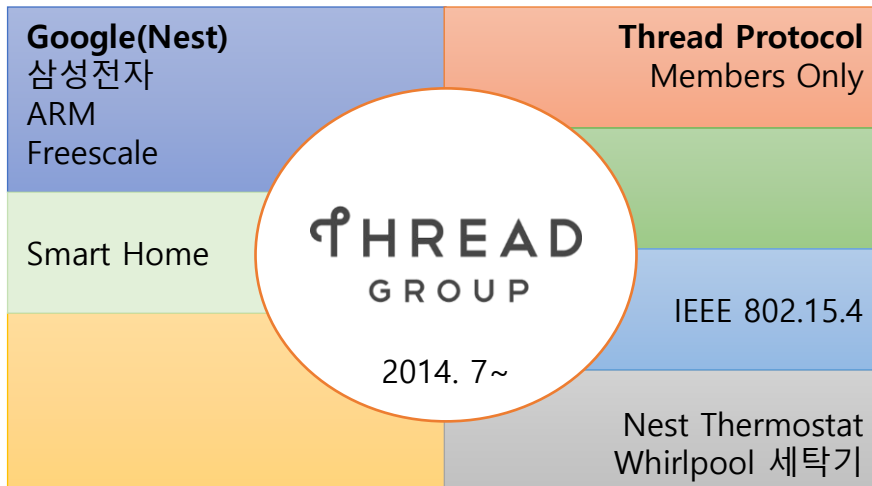 Google(Nest)
삼성전자
ARM
Freescale
Thread Protocol
Members Only
Smart Home
THREAD
GROUP
2014. 7~
IEEE 802.15.4
Nest Thermostat
Whirlpool 세탁기